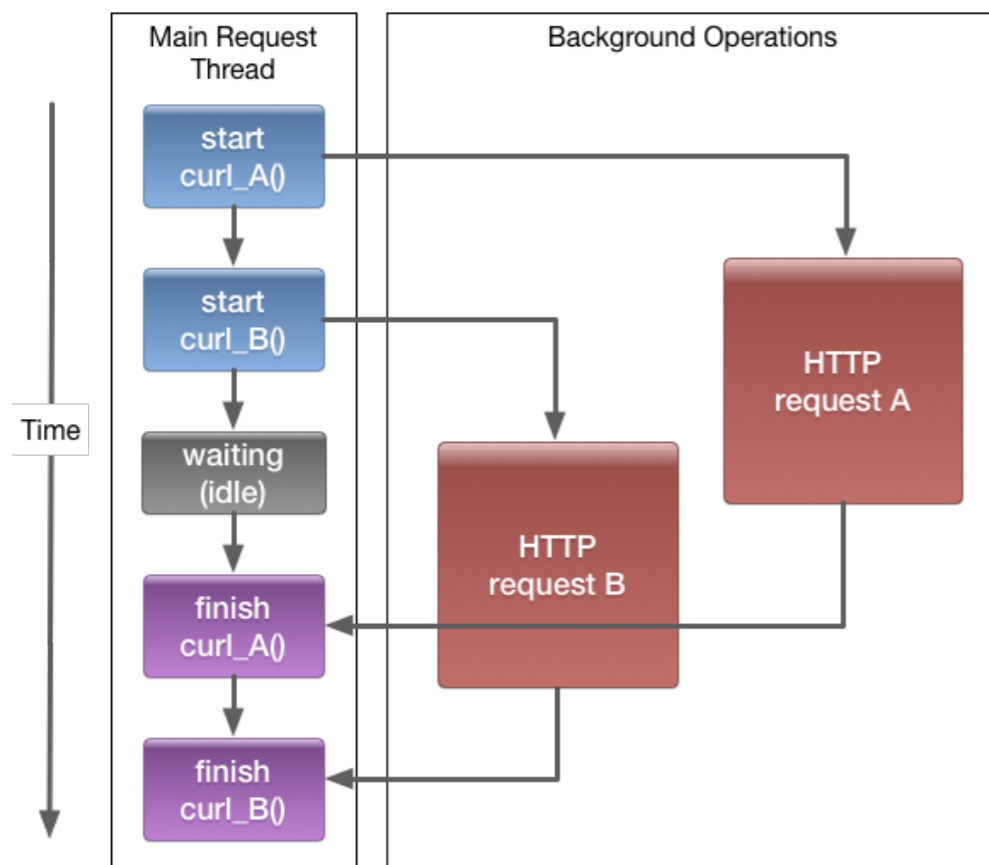 Main Request
Thread
Background Operations
start
curl_A()
start
curl_B()
HTTP
request A
Time
waiting
(idle)
HTTP
request B
finish
curl_A()
finish
curl_B()